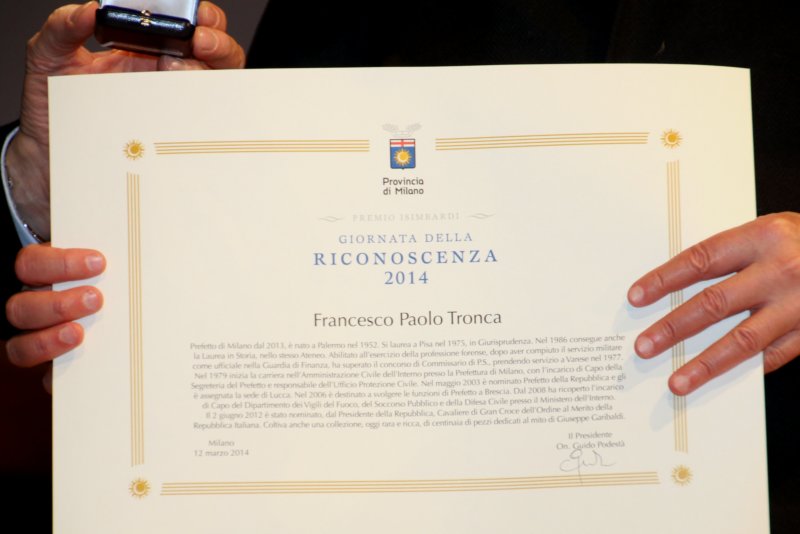 Provincia
di Milano
PREMIO ISIMBARDI
GIORNATA DELLA
RICONOSCENZA
2014
Francesco Paolo Tronca
Prefetto di Milano dal 2013, è nato a Palermo nel 1952. Si laurea a Pisa nel 1975, in Giurisprudenza. Nel 1986 consegue anche
la Laurea in Storia, nello stesso Ateneo. Abilitato all'esercizio della professione forense, dopo aver compiuto il servizio militare
come ufficiale nella Guardia di Finanza, ha superato il concorso di Commissario di P.S., prendendo servizio a Varese nel 1977.
Nel 1979 inizia la carriera nell'Amministrazione Civile dell'Interno presso la Prefettura di Milano, con l'incarico di Capo della
Segreteria del Prefetto e responsabile dell'Ufficio Protezione Civile. Nel maggio 2003 è nominato Prefetto della Repubblica e gli
è assegnata la sede di Lucca. Nel 2006 è destinato a svolgere le funzioni di Prefetto a Brescia. Dal 2008 ha ricoperto l'incarico
di Capo del Dipartimento dei Vigili del Fuoco, del Soccorso Pubblico e della Difesa Civile presso il Ministero dell'Interno.
Il 2 giugno 2012 è stato nominato, dal Presidente della Repubblica, Cavaliere di Gran Croce dell'Ordine al Merito della
Repubblica Italiana. Coltiva anche una collezione, oggi rara e ricca, di centinaia di pezzi dedicati al mito di Giuseppe Garibaldi.
Milano
12 marzo 2014
Il Presidente
On. Guido Podestà